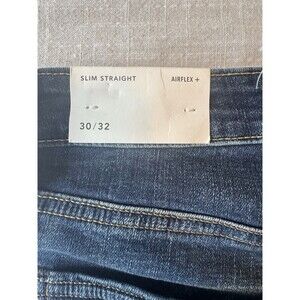 SLIM STRAIGHT AIRFLEX +
30/32